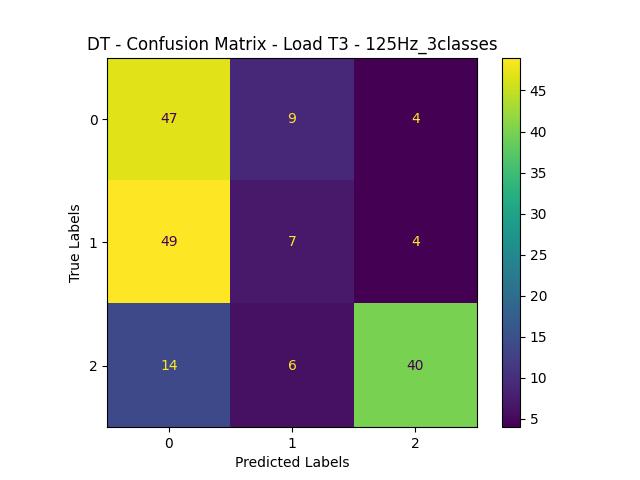 DT - Confusion Matrix - Load T3 - 125Hz_3classes
True Labels
0 47 9 4
1 49 7 4
2 14 6 40
0 1 2
Predicted Labels
45
40
35
30
25
20
15
10
5